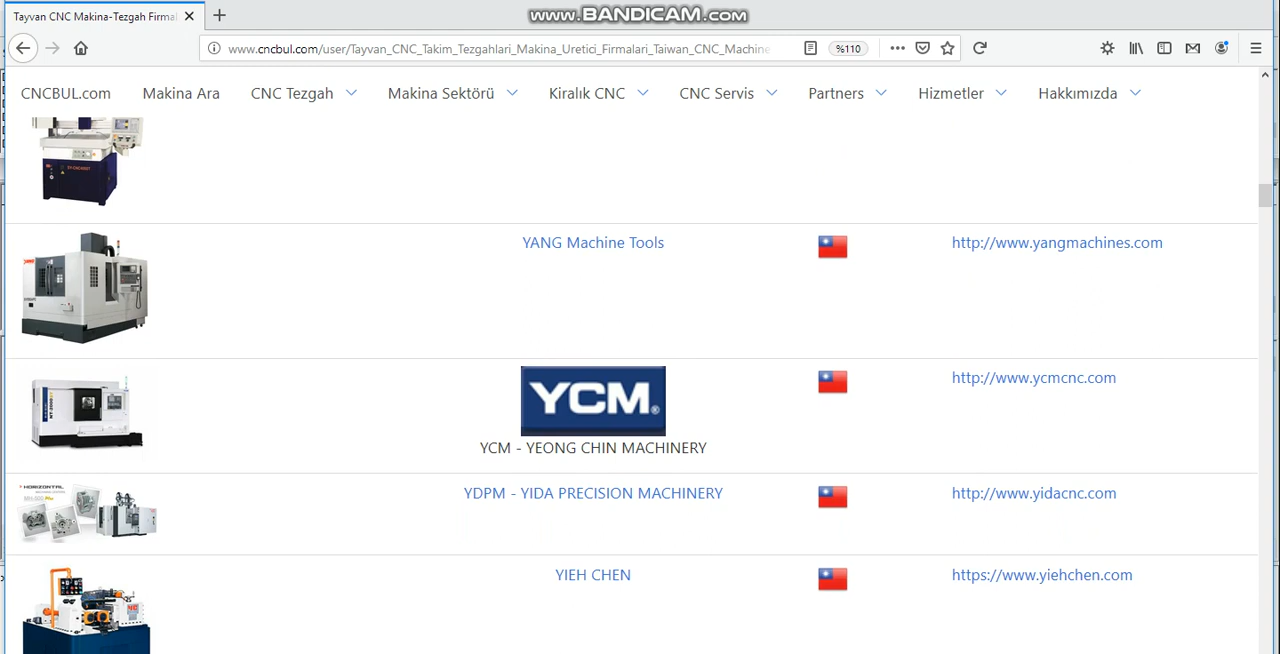 www.BANDICAM.com
Tayvan CNC Makina-Tezgah Firmal
www.cncbul.com/user/Tayvan_CNC_Takim_Tezgahlari_Makina_Uretici_Firmalari_Taiwan_CNC_Machine
%110
CNCBUL.com
Makina Ara
CNC Tezgah
Makina Sektörü
Kiralık CNC
CNC Servis
Partners
Hizmetler
Hakkımızda
YANG Machine Tools
http://www.yangmachines.com
YCM®
YCM - YEONG CHIN MACHINERY
http://www.ycmcnc.com
HORIZONTAL
YDPM - YIDA PRECISION MACHINERY
http://www.yidacnc.com
YIEH CHEN
https://www.yiehchen.com